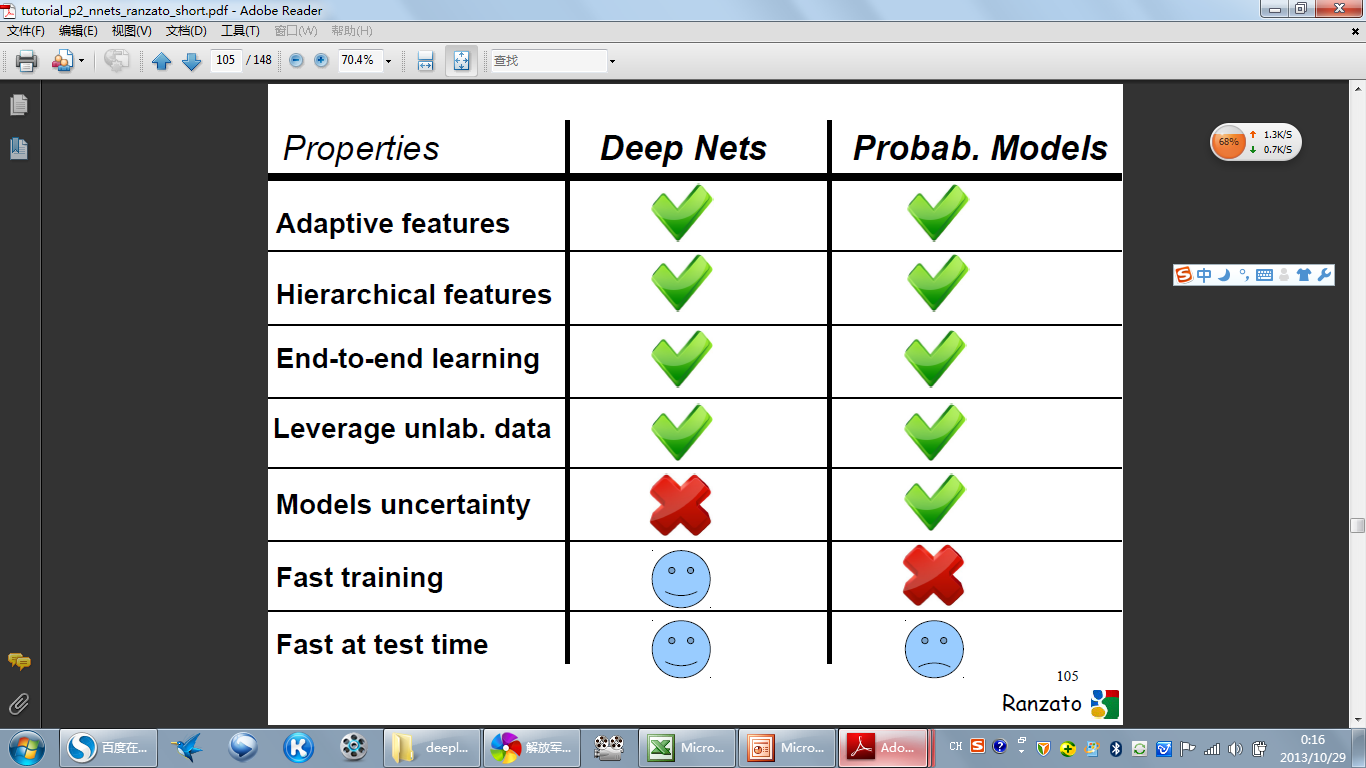 tutorial_p2_nnets_ranzato_short.pdf - Adobe Reader
文件(F) 编辑(E) 视图(V) 文档(D) 工具(T) 窗口(W) 帮助(H)
105 / 148 70.4% 查找
Properties Deep Nets Probab. Models
Adaptive features
Hierarchical features
End-to-end learning
Leverage unlab. data
Models uncertainty
Fast training
Fast at test time
105
Ranzato
68% 1.3K/S
0.7K/S
中
百度在... deepl... 解放军... Micro... Micro... Ado... CH 0:16
2013/10/29